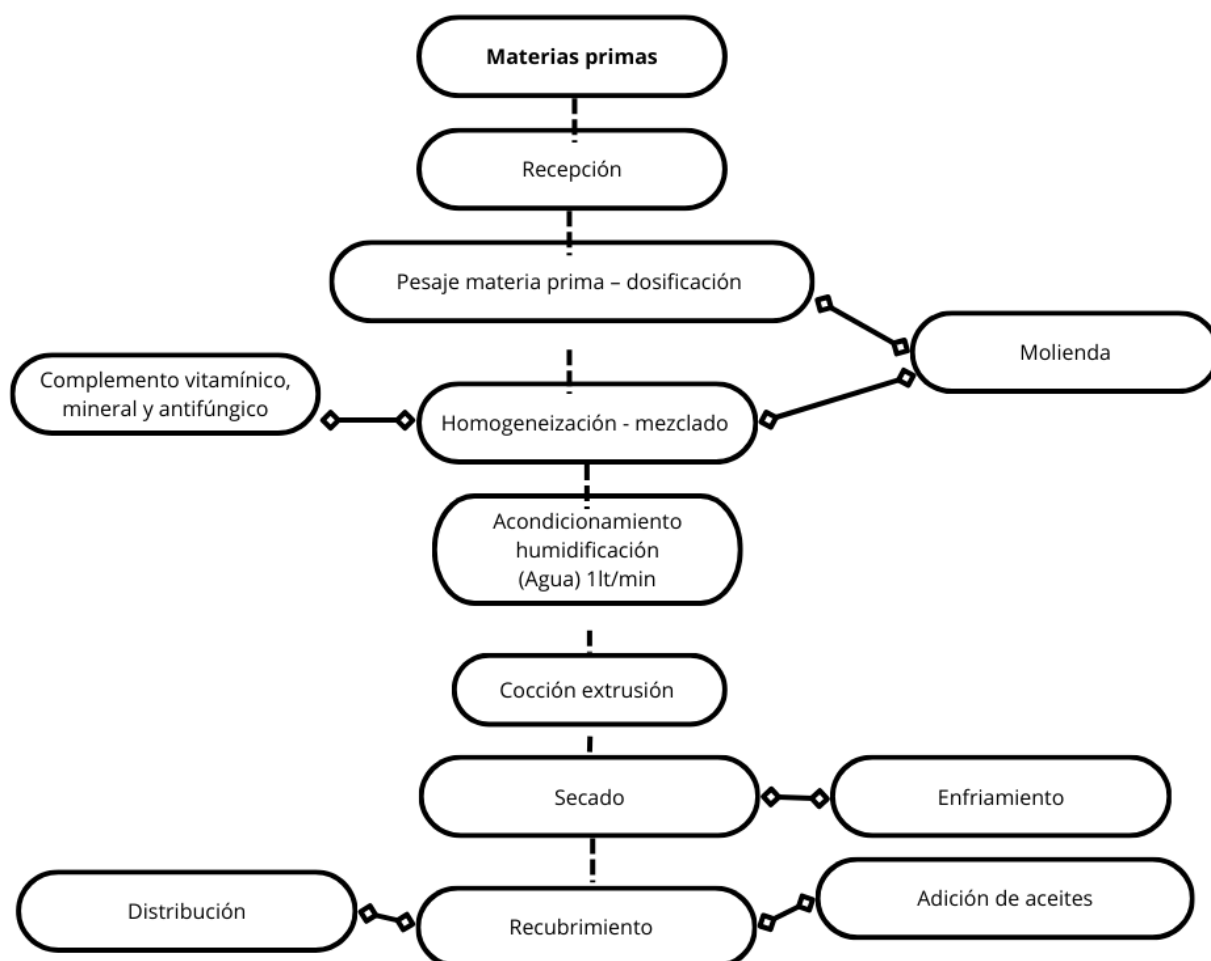 Materias primas
Recepción
Pesaje materia prima – dosificación
Molienda
Complemento vitamínico,
mineral y antifúngico
Homogeneización - mezclado
Acondicionamiento
humidificación
(Agua) 1lt/min
Cocción extrusión
Secado
Enfriamiento
Distribución
Recubrimiento
Adición de aceites